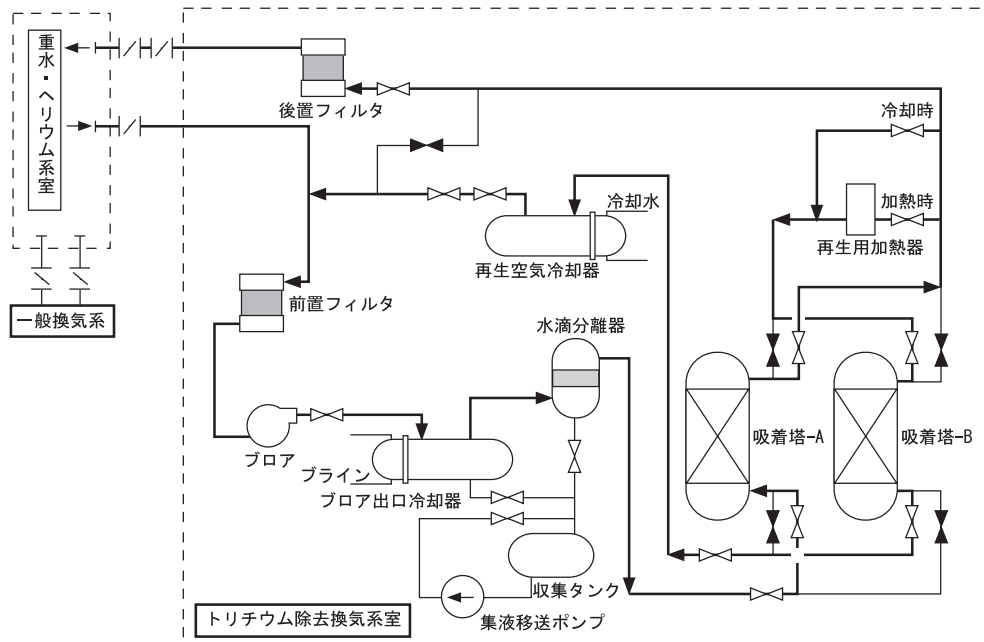 重水・ヘリウム系室
後置フィルタ
冷却時
冷却水
加熱時
再生用加熱器
再生空気冷却器
前置フィルタ
一般換気系
水滴分離器
吸着塔-A
吸着塔-B
ブロア
ブライン
ブロア出口冷却器
収集タンク
トリチウム除去換気系室
集液移送ポンプ